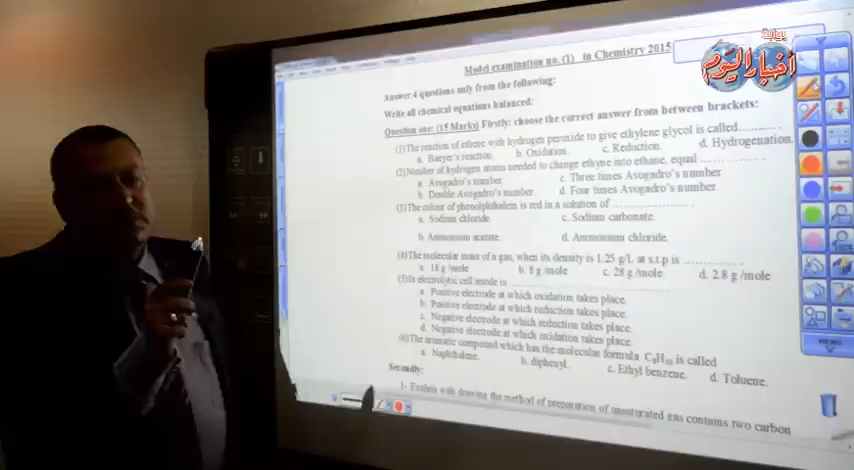 بوابة
أخبار اليوم
Model examination no. (1) in Chemistry 2015
Answer 4 questions only from the following:
Write all chemical equations balanced:
Question one: (15 Marks) Firstly: choose the correct answer from between brackets:
(1)The reaction of ethene with hydrogen peroxide to give ethylene glycol is called............
a. Baeyer's reaction. b. Oxidation. c. Reduction. d. Hydrogenation.
(2)Number of hydrogen atoms needed to change ethyne into ethane, equal ................
a. Avogadro's number c. Three times Avogadro's number
b. Double Avogadro's number d. Four times Avogadro's number.
(3)The colour of phenolphthalein is red in a solution of .....................
a. Sodium chloride. c. Sodium carbonate.
b. Ammonium acetate. d. Ammonium chloride.
(4)The molecular mass of a gas, when its density is 1.25 g/L at s.t.p is ...............
a. 18 g /mole b. 8 g /mole c. 28 g /mole d. 2.8 g /mole
(5)In electrolytic cell anode is ........................................
a. Positive electrode at which oxidation takes place.
b. Positive electrode at which reduction takes place.
c. Negative electrode at which reduction takes place.
d. Negative electrode at which oxidation takes place.
(6)The aromatic compound which has the molecular formula C₈H₁₀ is called
a. Naphthalene. b. diphenyl. c. Ethyl benzene. d. Toluene.
Secondly:
1- Explain with drawing the method of preparation of unsaturated gas contains two carbon
MENU